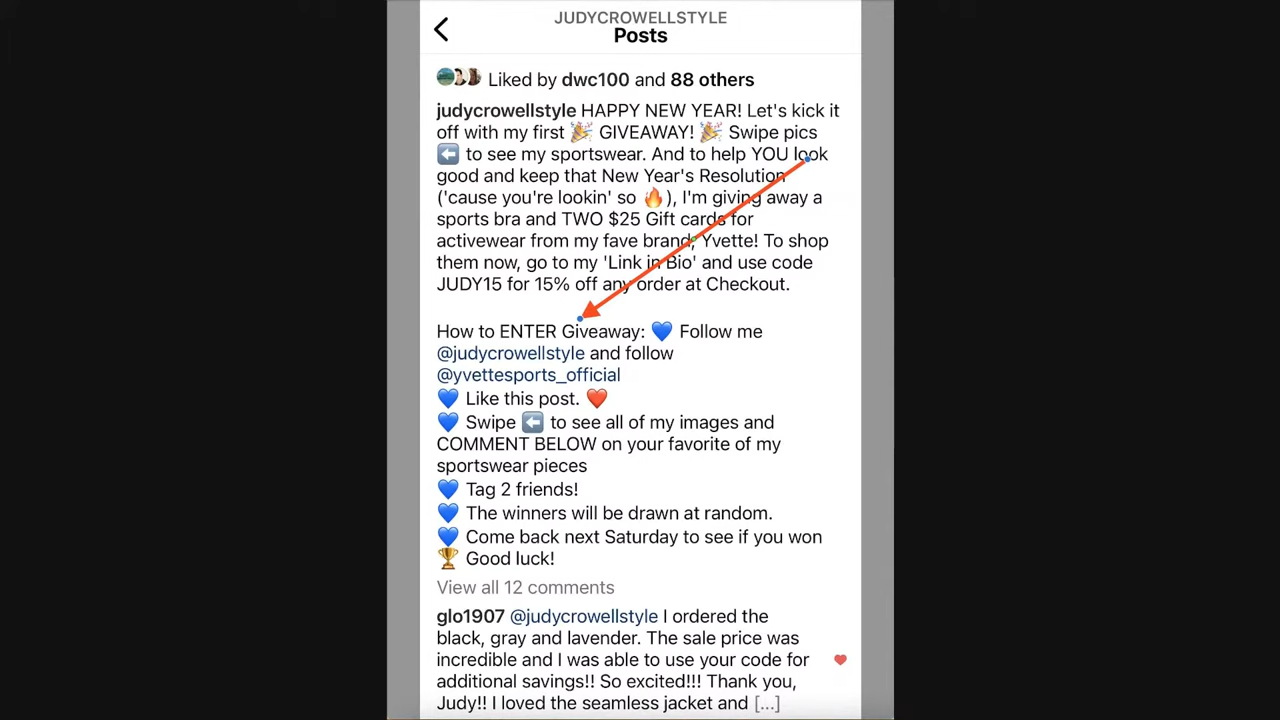 JUDYCROWELLSTYLE
Posts
Liked by dwc100 and 88 others
judycrowellstyle HAPPY NEW YEAR! Let's kick it
off with my first 🎉 GIVEAWAY! 🎉 Swipe pics
⬅️ to see my sportswear. And to help YOU look
good and keep that New Year's Resolution
('cause you're lookin' so 🔥), I'm giving away a
sports bra and TWO $25 Gift cards for
activewear from my fave brand, Yvette! To shop
them now, go to my 'Link in Bio' and use code
JUDY15 for 15% off any order at Checkout.
How to ENTER Giveaway: 💙 Follow me
@judycrowellstyle and follow
@yvettesports_official
💙 Like this post. ❤️
💙 Swipe ⬅️ to see all of my images and
COMMENT BELOW on your favorite of my
sportswear pieces
💙 Tag 2 friends!
💙 The winners will be drawn at random.
💙 Come back next Saturday to see if you won
🏆 Good luck!
View all 12 comments
glo1907 @judycrowellstyle I ordered the
black, gray and lavender. The sale price was
incredible and I was able to use your code for
additional savings!! So excited!!! Thank you,
Judy!! I loved the seamless jacket and [...]